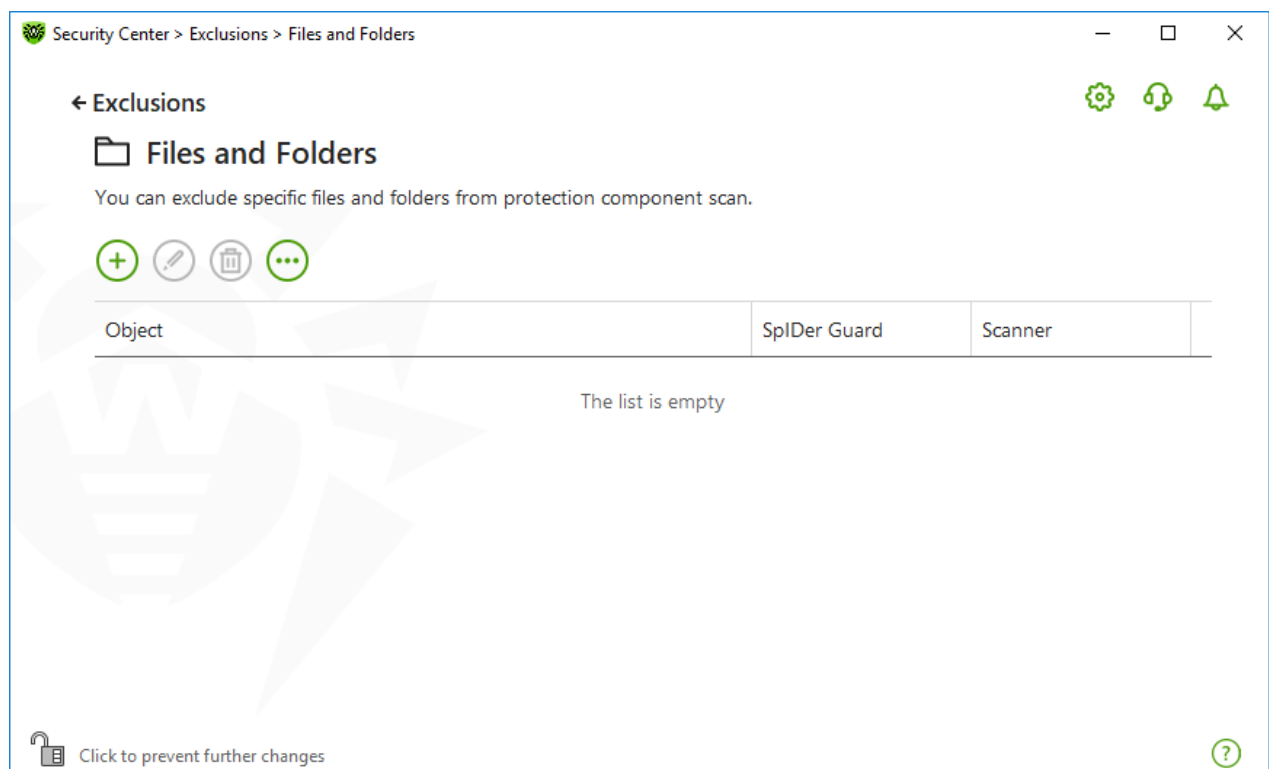 Security Center > Exclusions > Files and Folders
Exclusions
Files and Folders
You can exclude specific files and folders from protection component scan.
Object SpIDer Guard Scanner
The list is empty
Click to prevent further changes
?